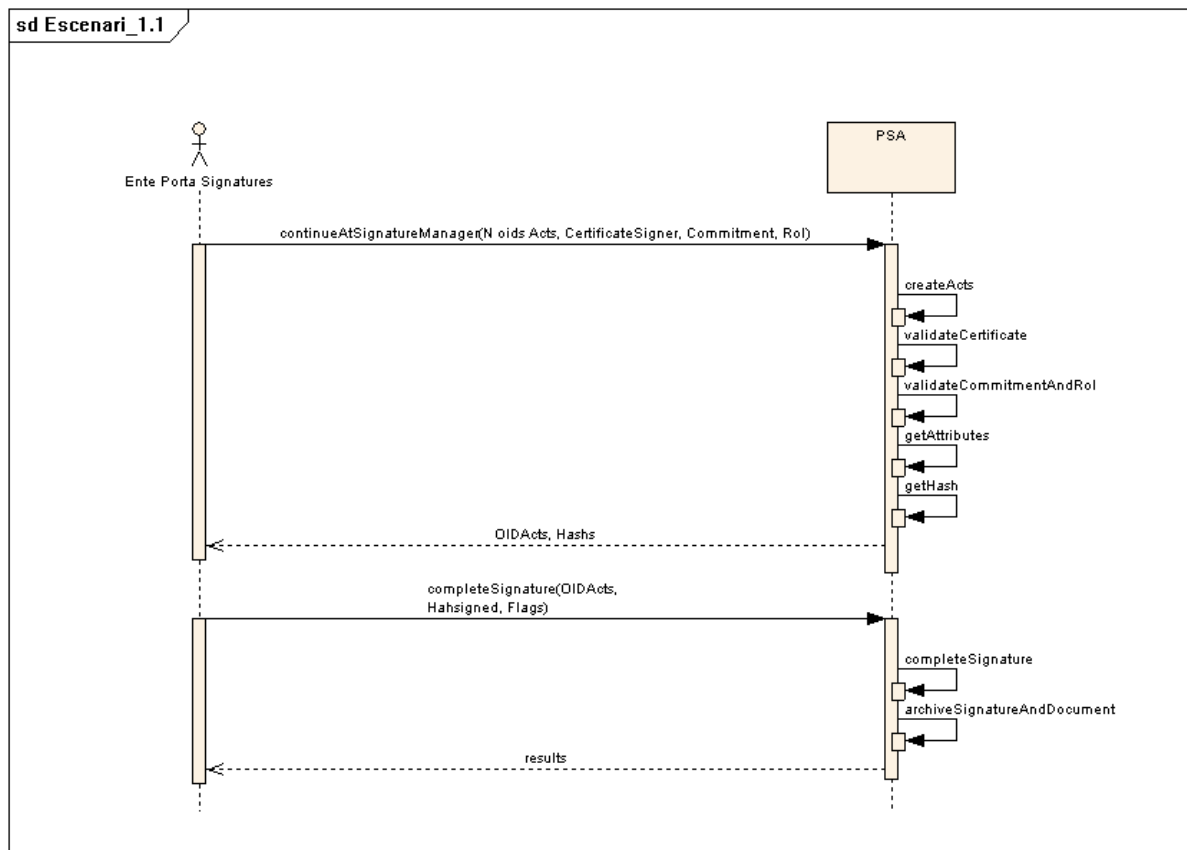 sd Escenari_1.1
PSA
Ente Porta Signatures
continueAtSignatureManager(N oids Acts, CertificateSigner, Commitment, Rol)
createActs
validateCertificate
validateCommitmentAndRol
getAttributes
getHash
OIDActs, Hashs
completeSignature(OIDActs,
Hahsigned, Flags)
completeSignature
archiveSignatureAndDocument
results